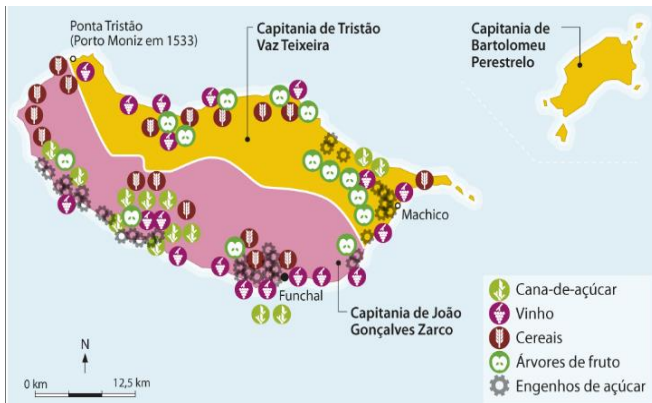 Ponta Tristão
(Porto Moniz em 1533)
Capitania de Tristão
Vaz Teixeira
Capitania de
Bartolomeu
Perestrelo
Machico
Funchal
Capitania de João
Gonçalves Zarco
N
0 km
12,5 km
Cana-de-açúcar
Vinho
Cereais
Árvores de fruto
Engenhos de açúcar